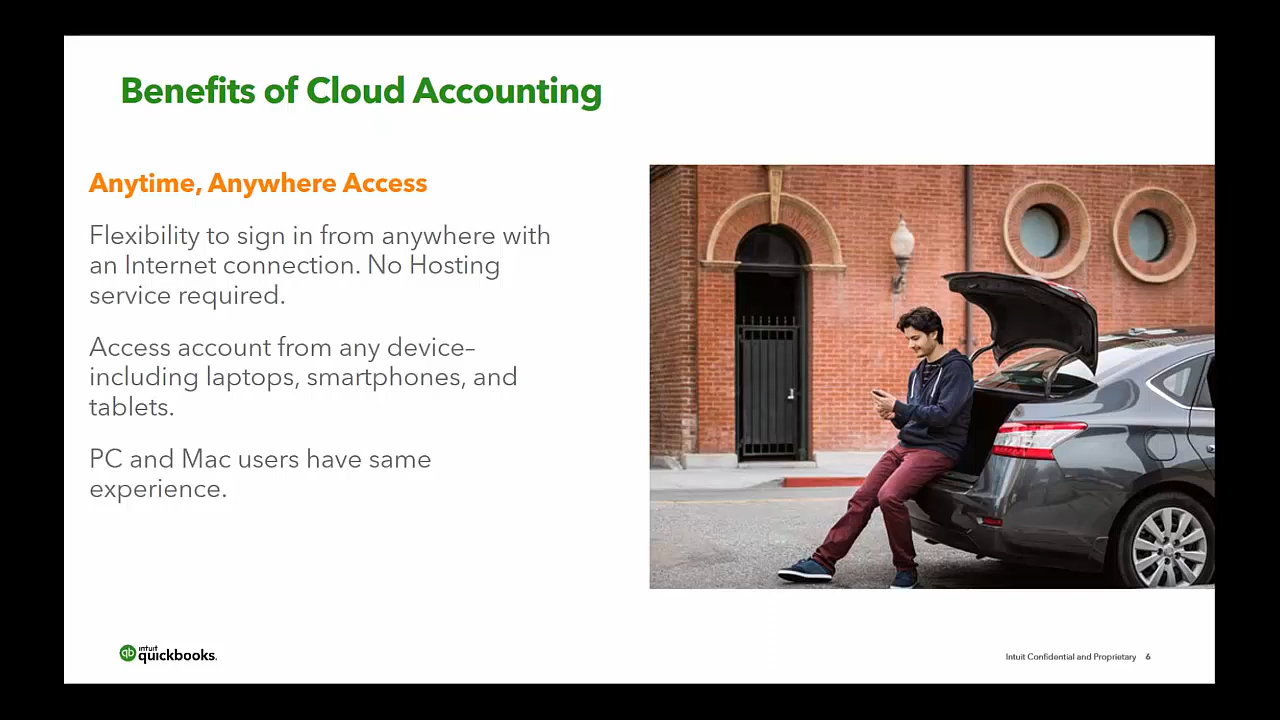 Benefits of Cloud Accounting
Anytime, Anywhere Access
Flexibility to sign in from anywhere with
an Internet connection. No Hosting
service required.
Access account from any device–
including laptops, smartphones, and
tablets.
PC and Mac users have same
experience.
qb
intuit
quickbooks.
Intuit Confidential and Proprietary 6